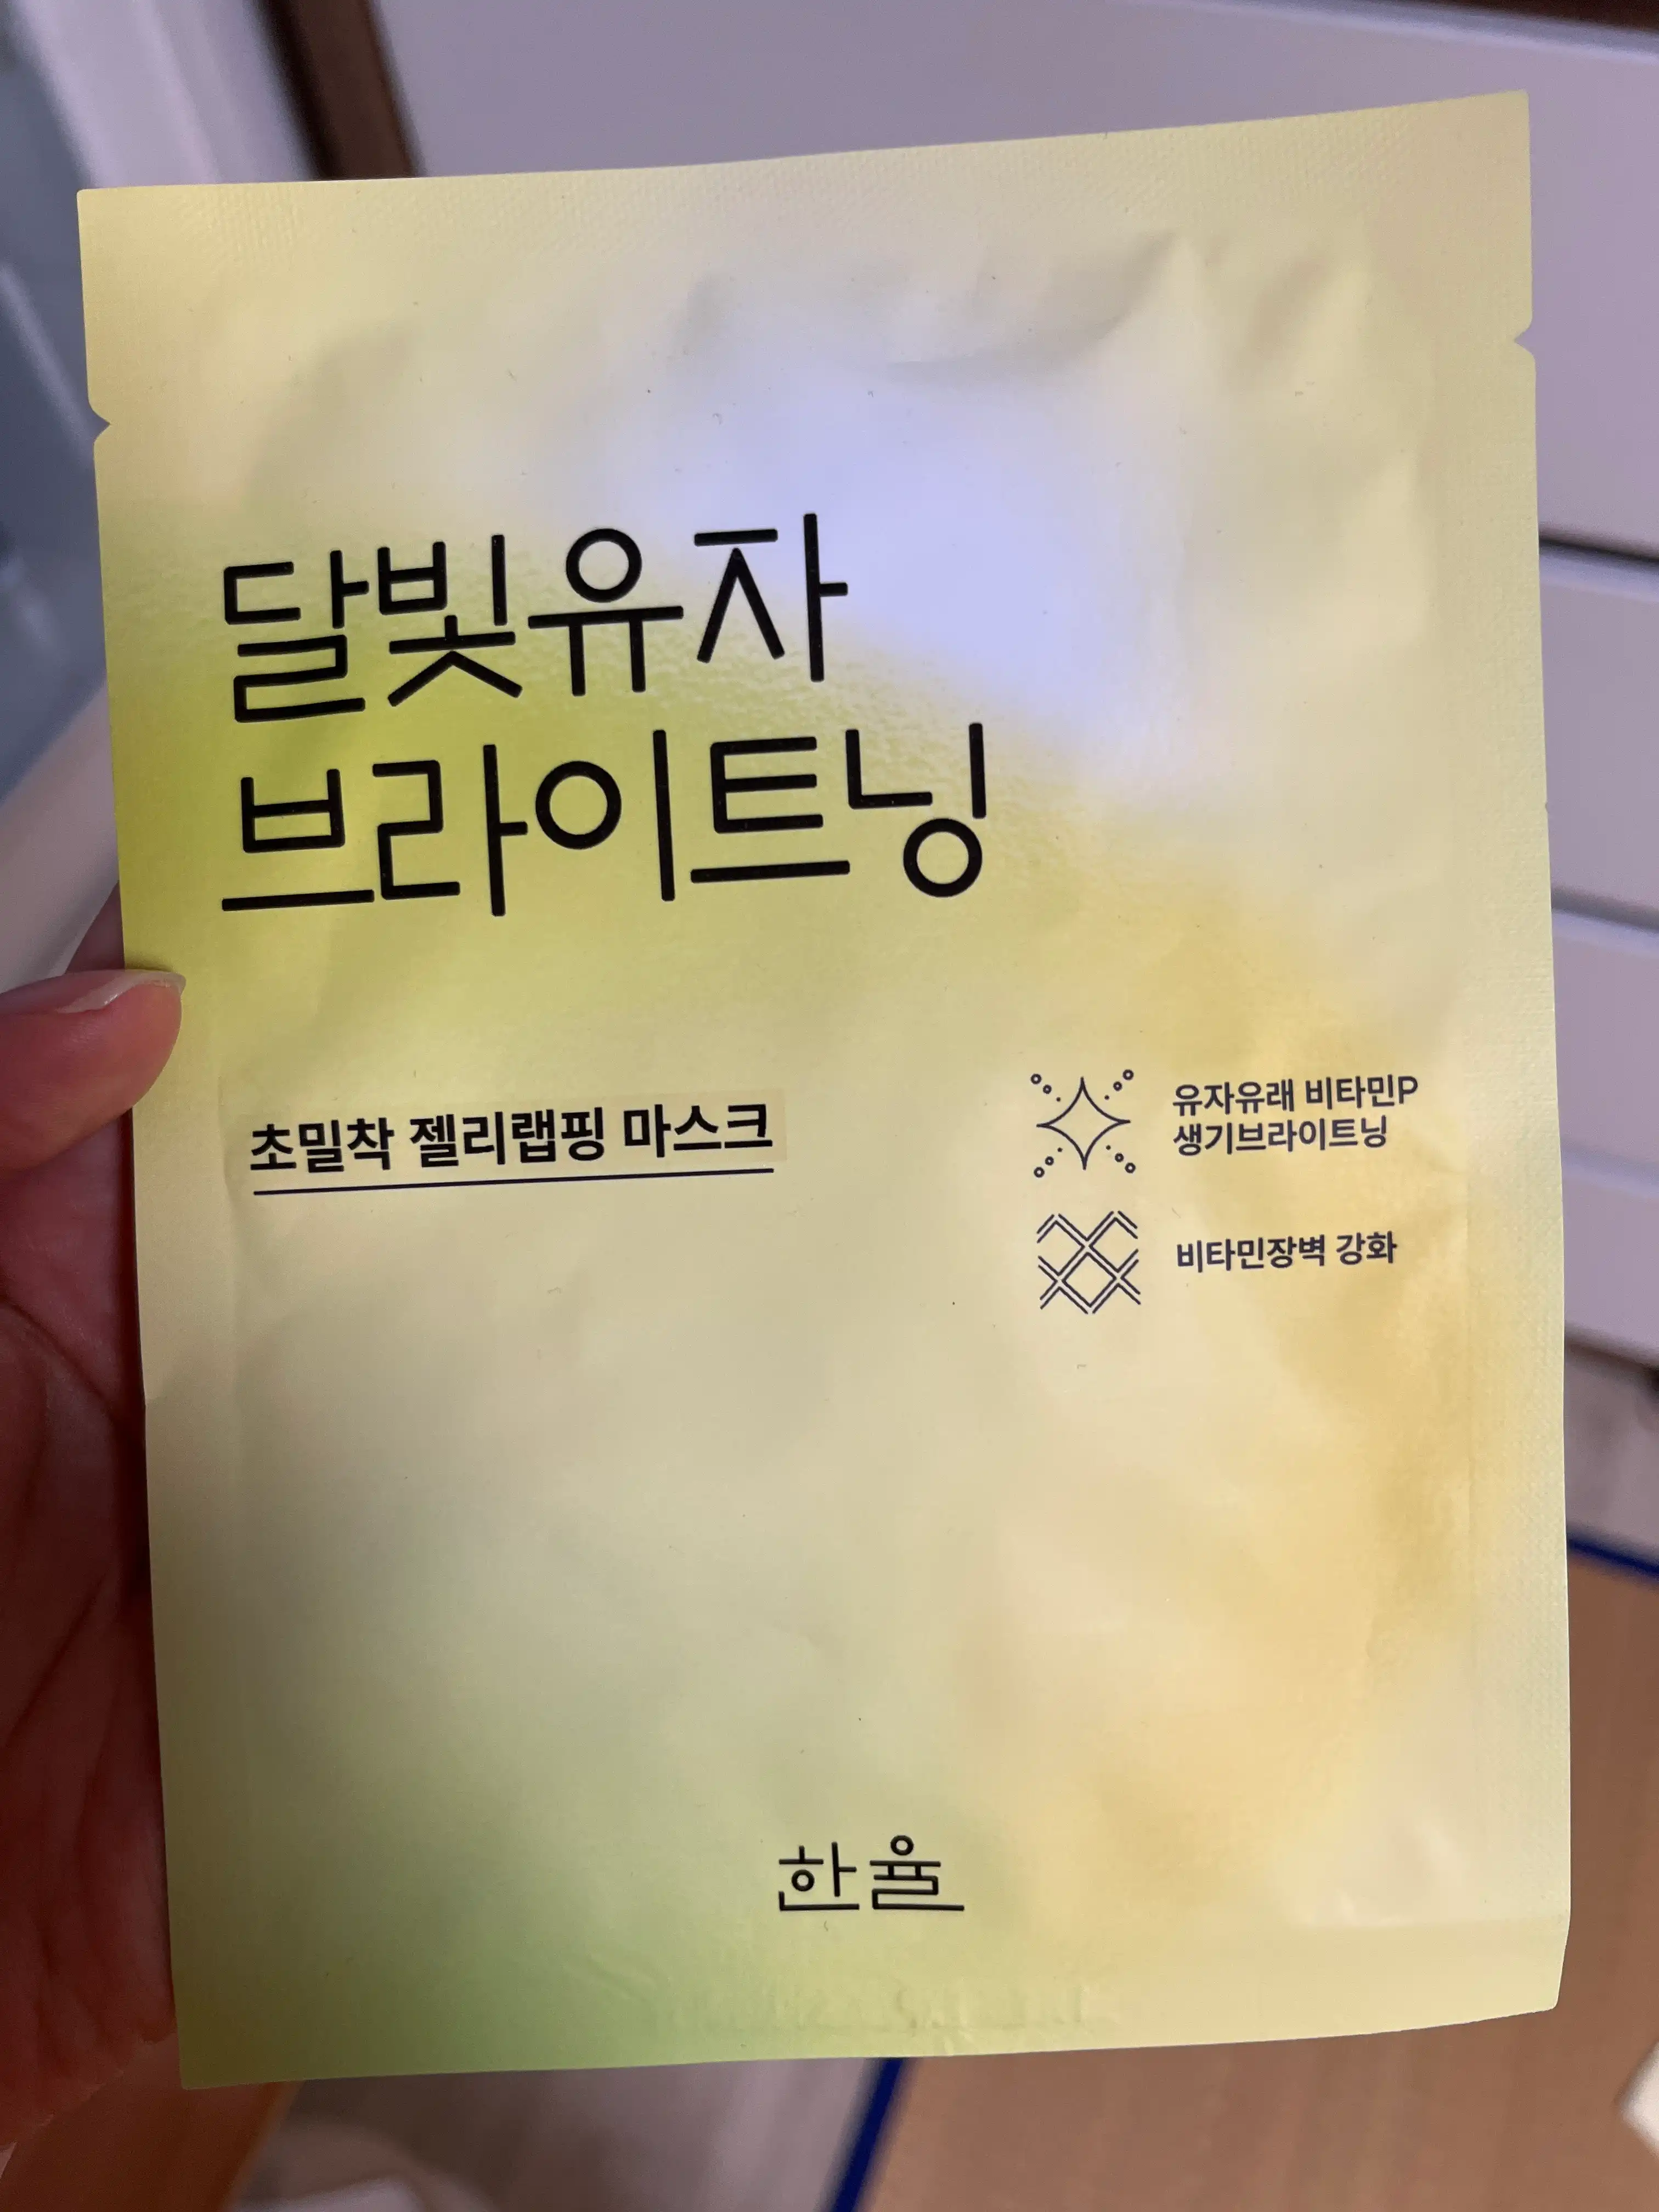 달빛유자
브라이트닝
초밀착 젤리랩핑 마스크
유자유래 비타민P
생기브라이트닝
비타민장벽 강화
한율